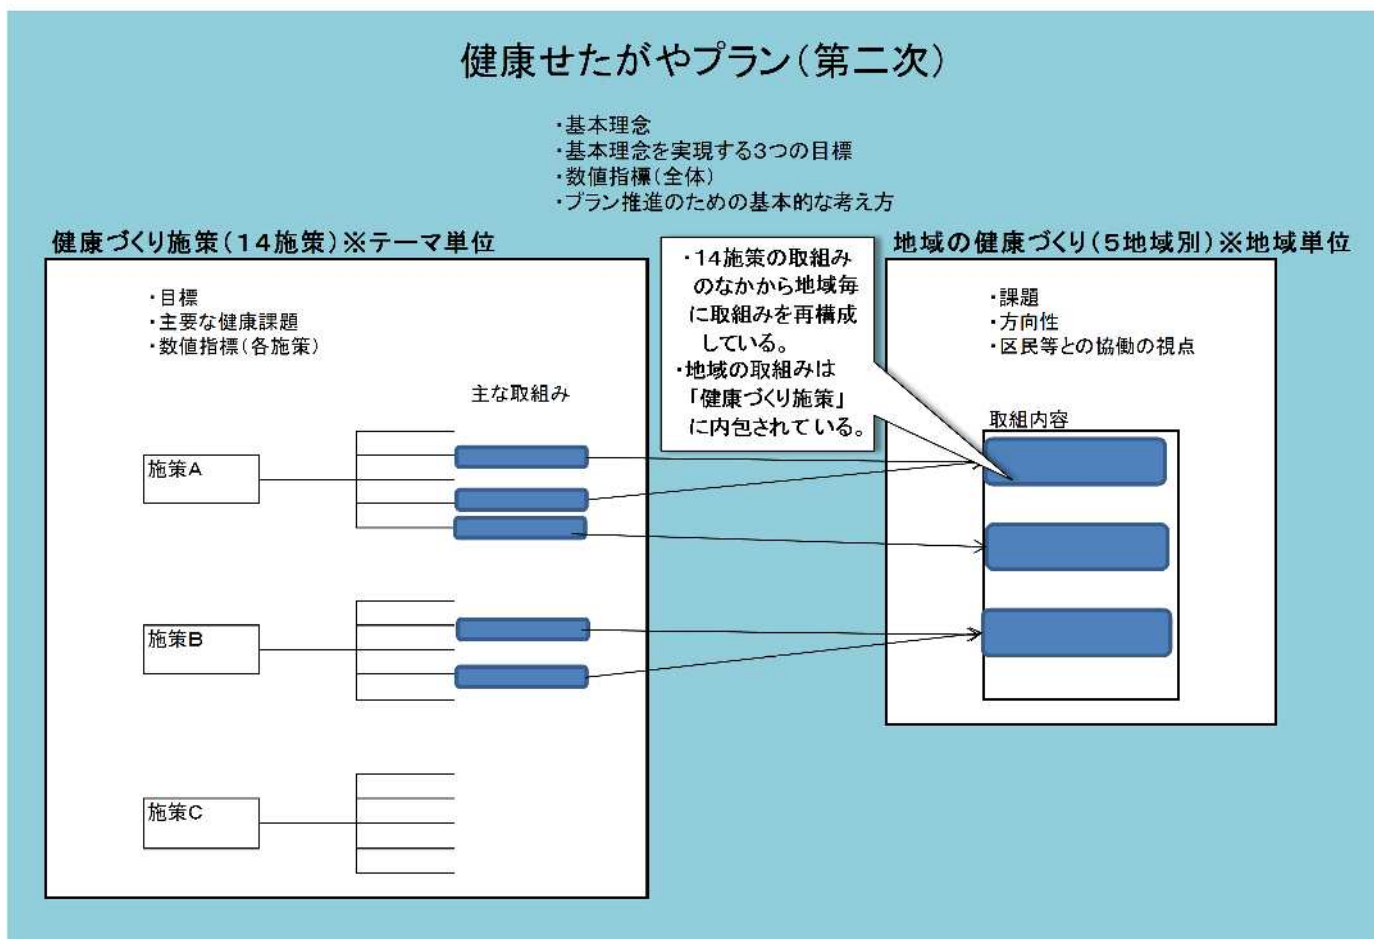 健康せたがやプラン(第二次)
・基本理念
・基本理念を実現する3つの目標
・数値指標(全体)
・プラン推進のための基本的な考え方
健康づくり施策(14施策)※テーマ単位
・目標
・主要な健康課題
・数値指標(各施策)
主な取組み
施策A
施策B
施策C
・14施策の取組み
のなかから地域毎
に取組みを再構成
している。
・地域の取組みは
「健康づくり施策」
に内包されている。
地域の健康づくり(5地域別)※地域単位
・課題
・方向性
・区民等との協働の視点
取組内容